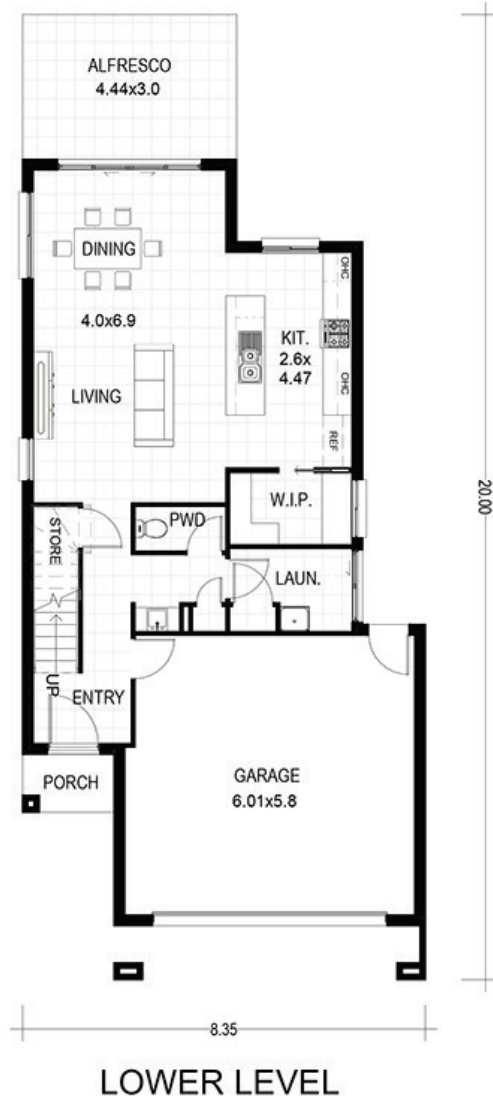 ALFRESCO
4.44x3.0
DINING
OHC
4.0x6.9
KIT.
2.6x
4.47
OHC
LIVING
REF
20.00
W.I.P.
PWD
STORE
LAUN.
UP
ENTRY
PORCH
GARAGE
6.01x5.8
8.35
LOWER LEVEL